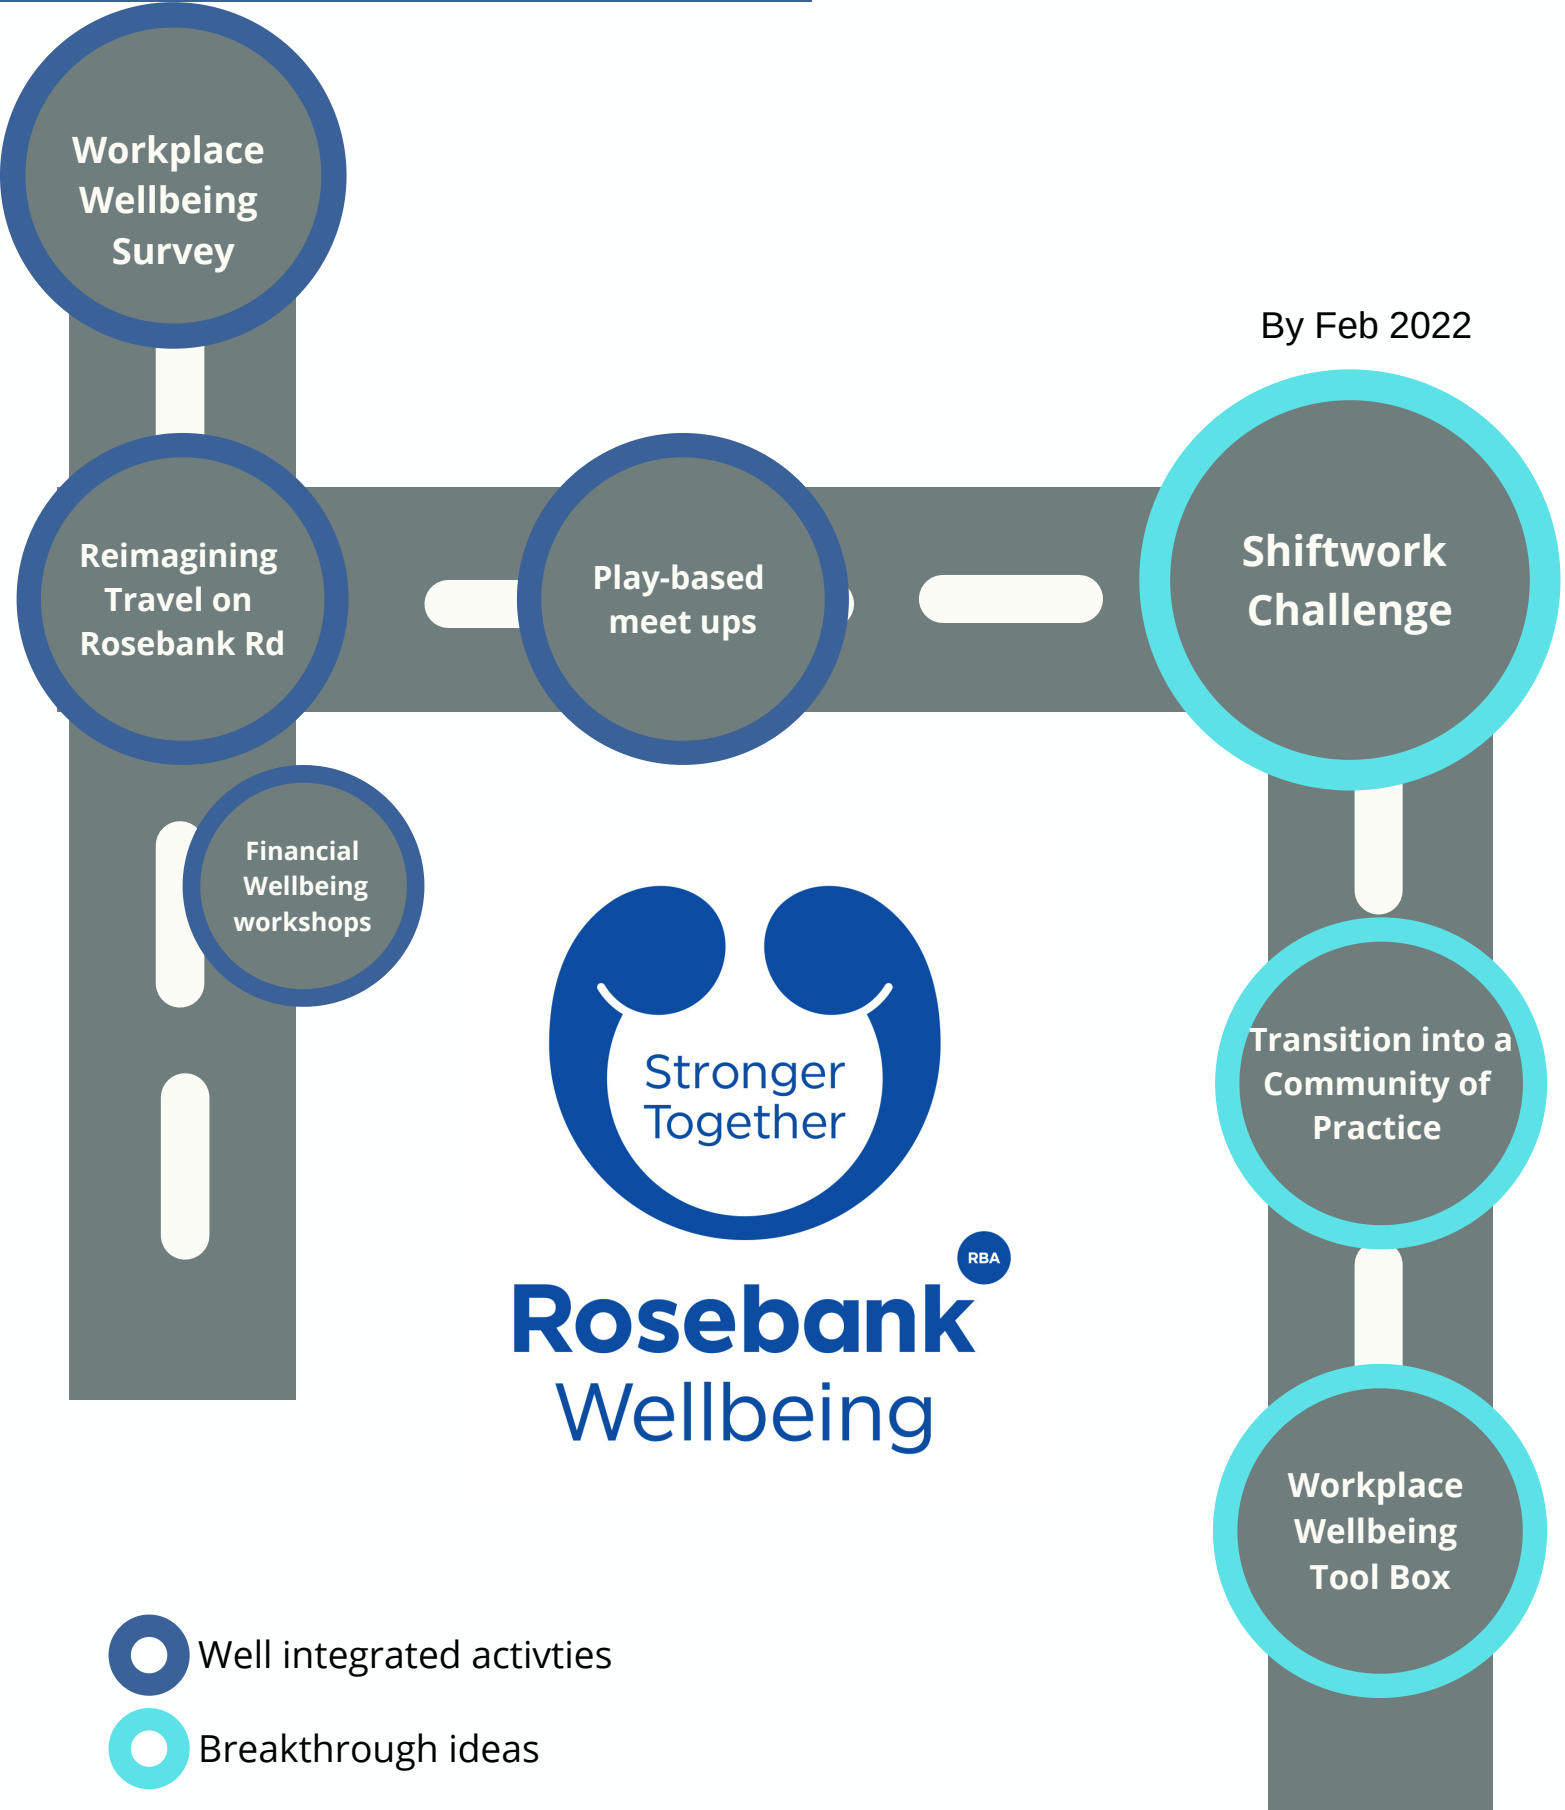 Workplace
Wellbeing
Survey
By Feb 2022
Reimagining
Travel on
Rosebank Rd
Play-based
meet ups
Shiftwork
Challenge
Financial
Wellbeing
workshops
Stronger
Together
Transition into a
Community of
Practice
RBA
Rosebank
Wellbeing
Workplace
Wellbeing
Tool Box
Well integrated activties
Breakthrough ideas